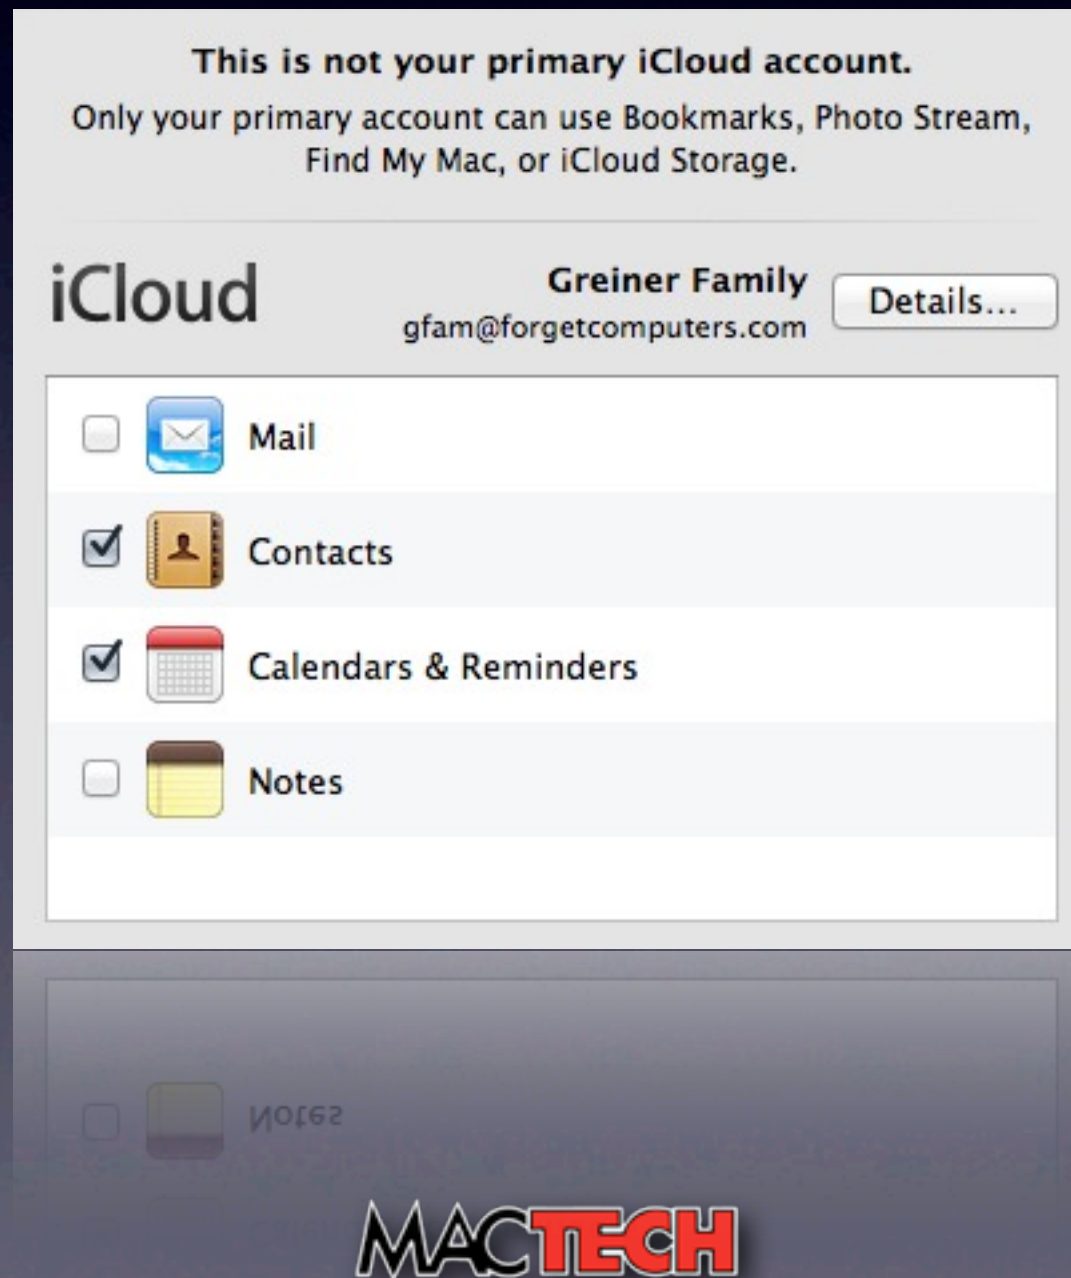 This is not your primary iCloud account.
Only your primary account can use Bookmarks, Photo Stream,
Find My Mac, or iCloud Storage.
iCloud
Greiner Family
gfam@forgetcomputers.com
Details...
Mail
Contacts
Calendars & Reminders
Notes
Notes
MACTECH